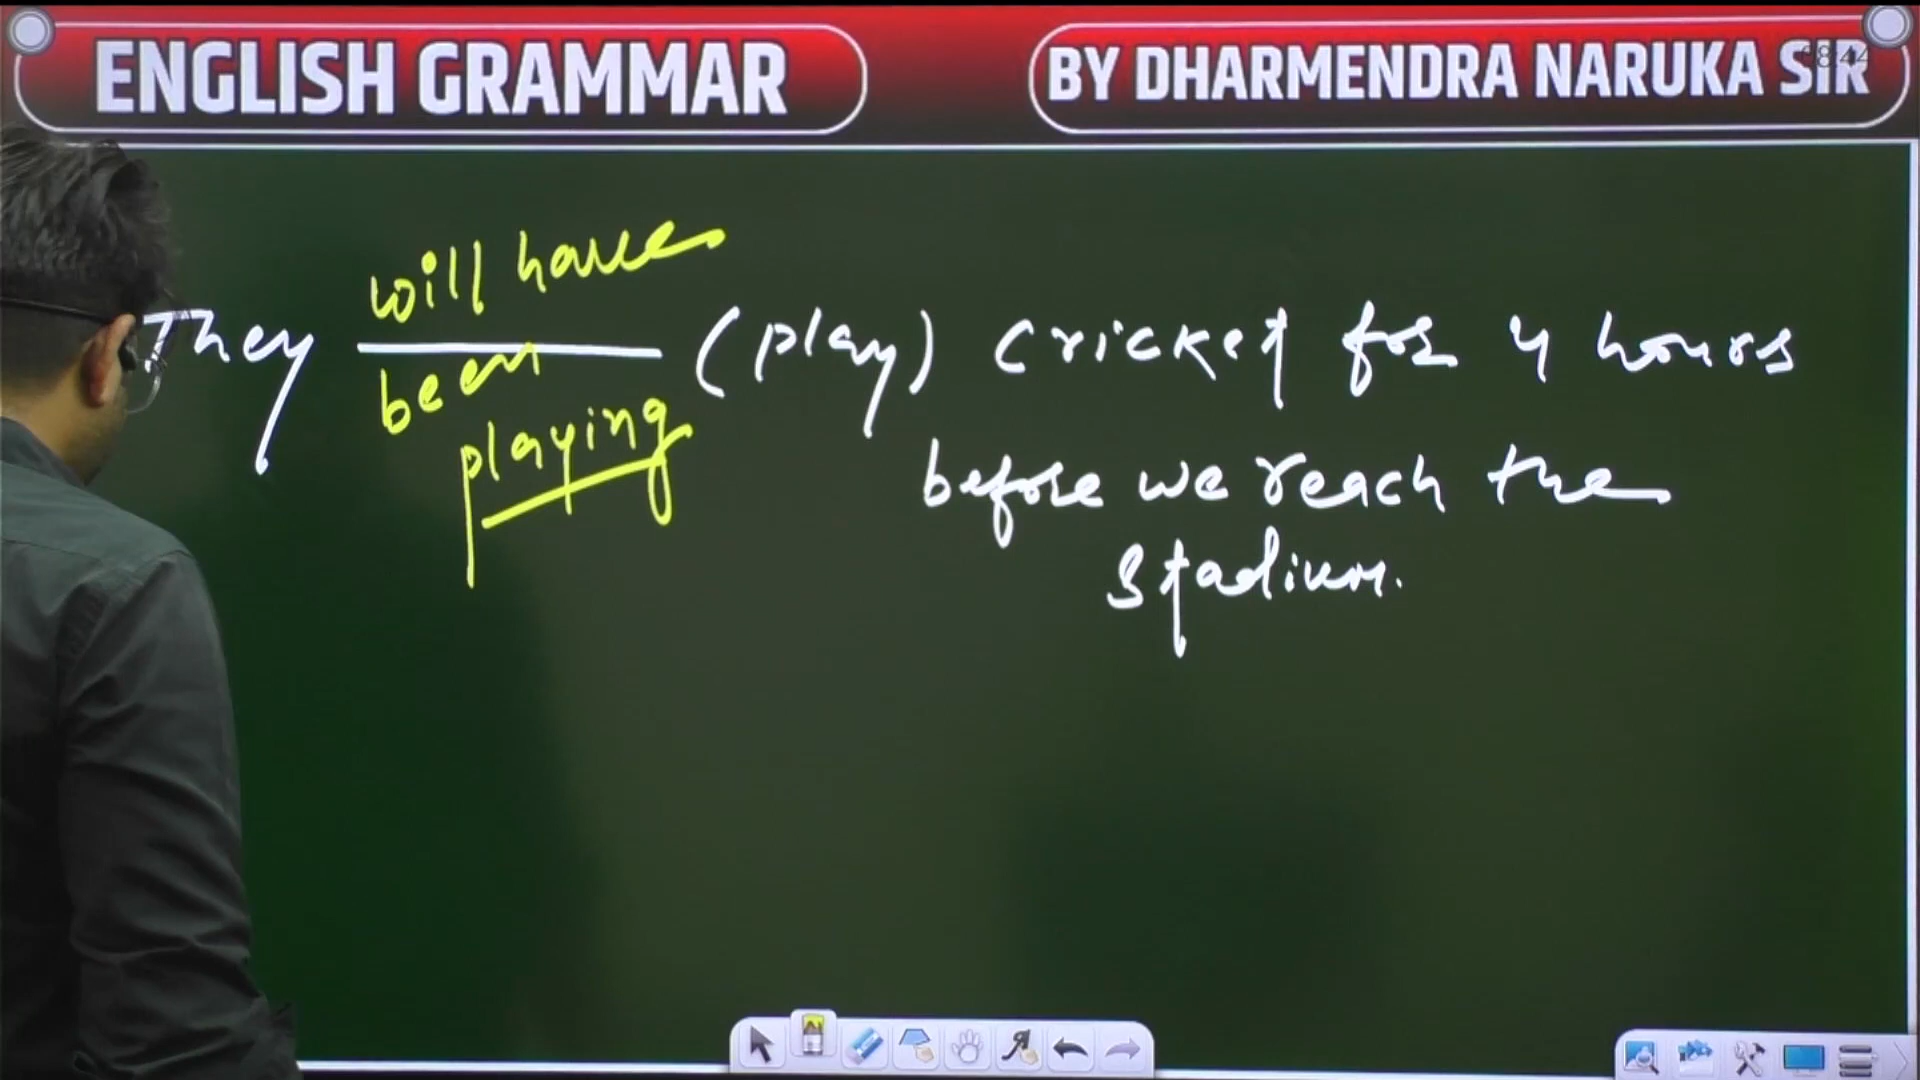 ENGLISH GRAMMAR
BY DHARMENDRA NARUKA SIR
will have
They ______ (play) cricket for 4 hours
been
playing
before we reach the
stadium.